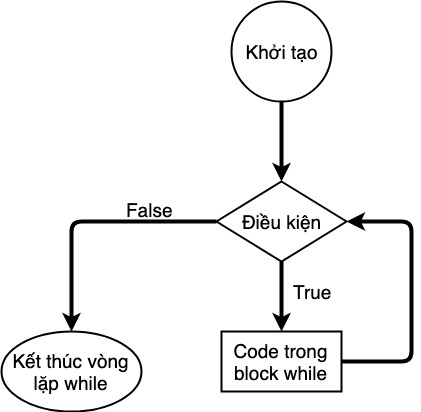 Khởi tạo
Điều kiện
False
True
Code trong
block while
Kết thúc vòng
lặp while